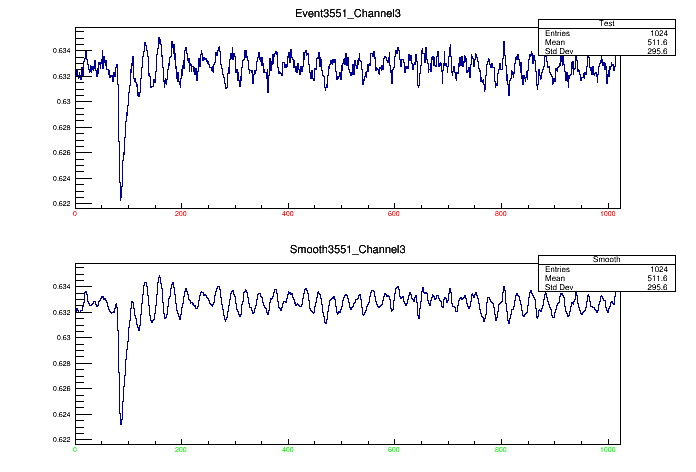 Event3551_Channel3
Test
Entries 1024
Mean 511.6
Std Dev 295.6
0.634
0.632
0.63
0.628
0.626
0.624
0.622
0 200 400 600 800 1000
Smooth3551_Channel3
Smooth
Entries 1024
Mean 511.6
Std Dev 295.6
0.634
0.632
0.63
0.628
0.626
0.624
0.622
0 200 400 600 800 1000